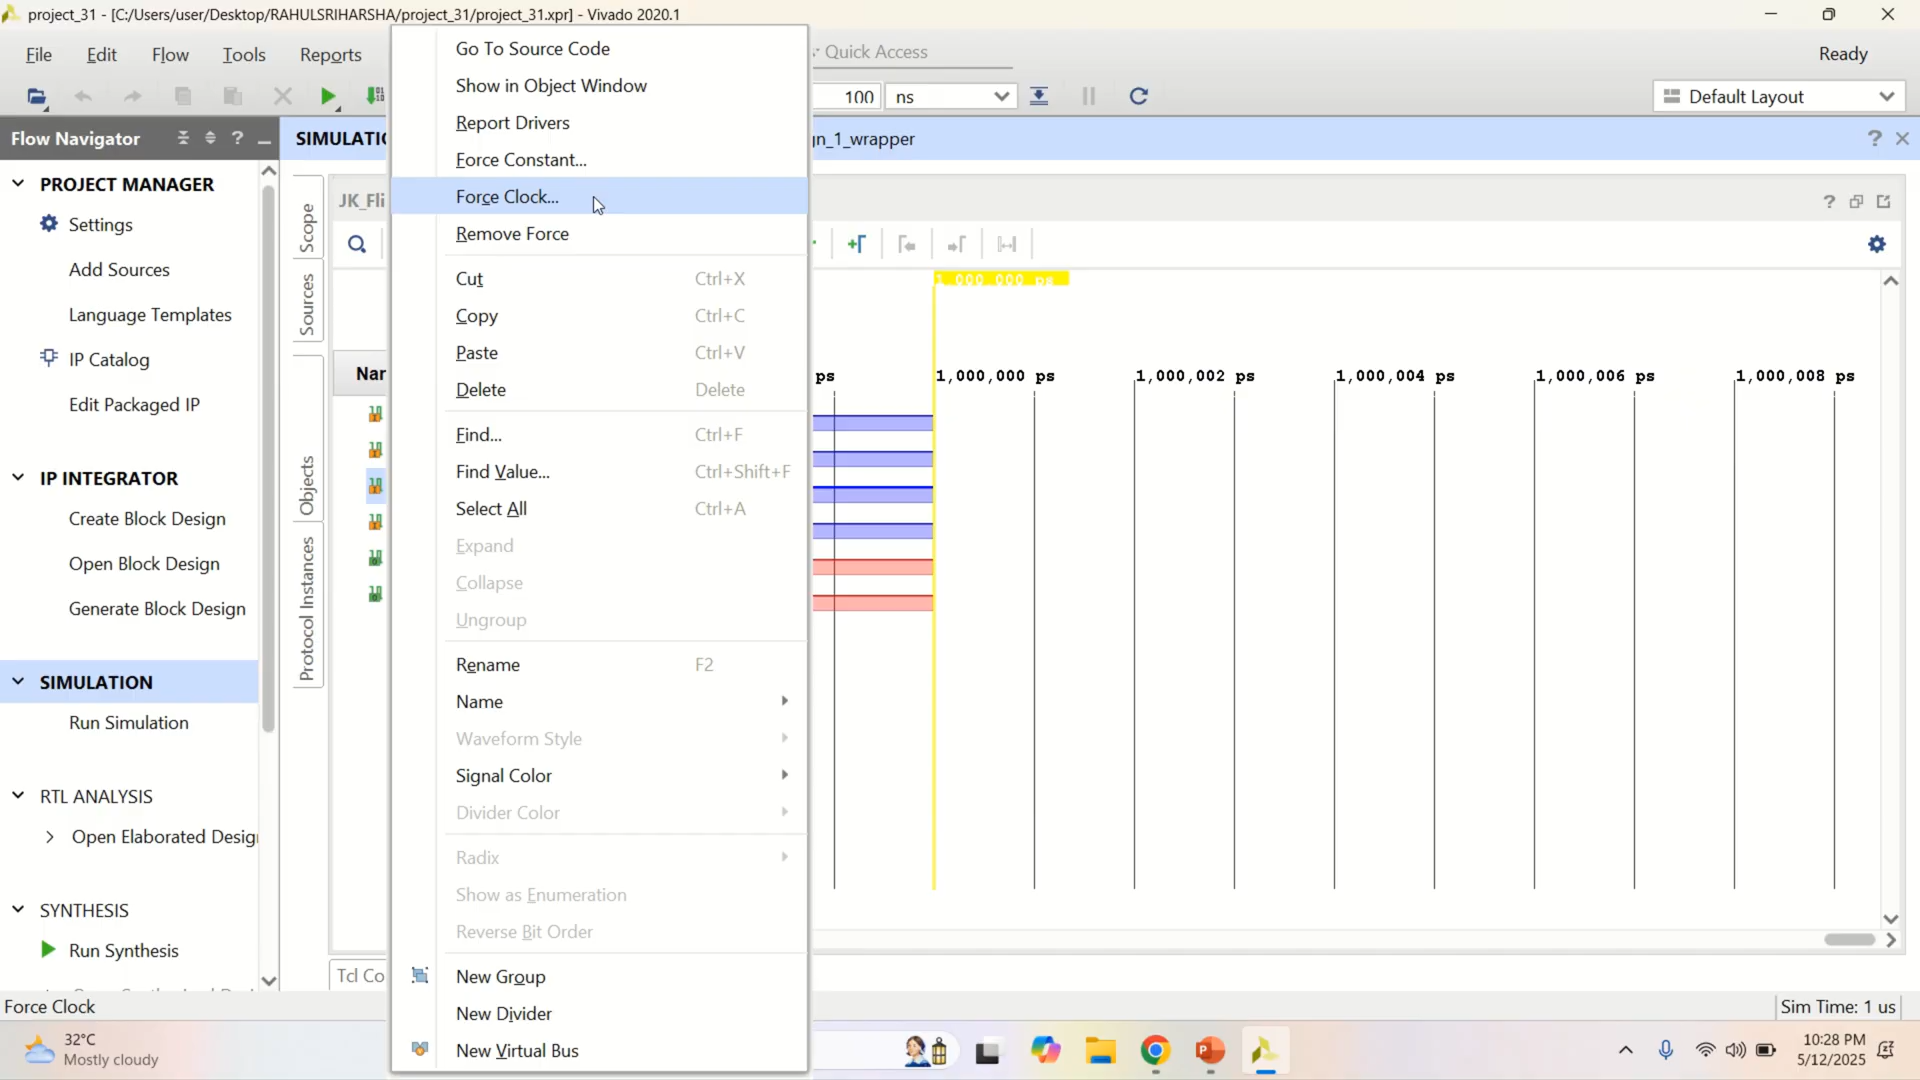 project_31 - [C:/Users/user/Desktop/RAHULSRIHARSHA/project_31/project_31.xpr] - Vivado 2020.1
File Edit Flow Tools Reports
Quick Access
Ready
100 ns
Default Layout
Flow Navigator
SIMULATIO
gn_1_wrapper
PROJECT MANAGER
Settings
Add Sources
Language Templates
IP Catalog
Edit Packaged IP
IP INTEGRATOR
Create Block Design
Open Block Design
Generate Block Design
SIMULATION
Run Simulation
RTL ANALYSIS
Open Elaborated Desig
SYNTHESIS
Run Synthesis
Force Clock
Scope
Sources
Objects
Protocol Instances
JK_Fli
Nar
Tcl Co
Go To Source Code
Show in Object Window
Report Drivers
Force Constant...
Force Clock...
Remove Force
Cut Ctrl+X
Copy Ctrl+C
Paste Ctrl+V
Delete Delete
Find... Ctrl+F
Find Value... Ctrl+Shift+F
Select All Ctrl+A
Expand
Collapse
Ungroup
Rename F2
Name
Waveform Style
Signal Color
Divider Color
Radix
Show as Enumeration
Reverse Bit Order
New Group
New Divider
New Virtual Bus
1,000,000 ps
ps 1,000,000 ps 1,000,002 ps 1,000,004 ps 1,000,006 ps 1,000,008 ps
Sim Time: 1 us
32°C
Mostly cloudy
10:28 PM
5/12/2025